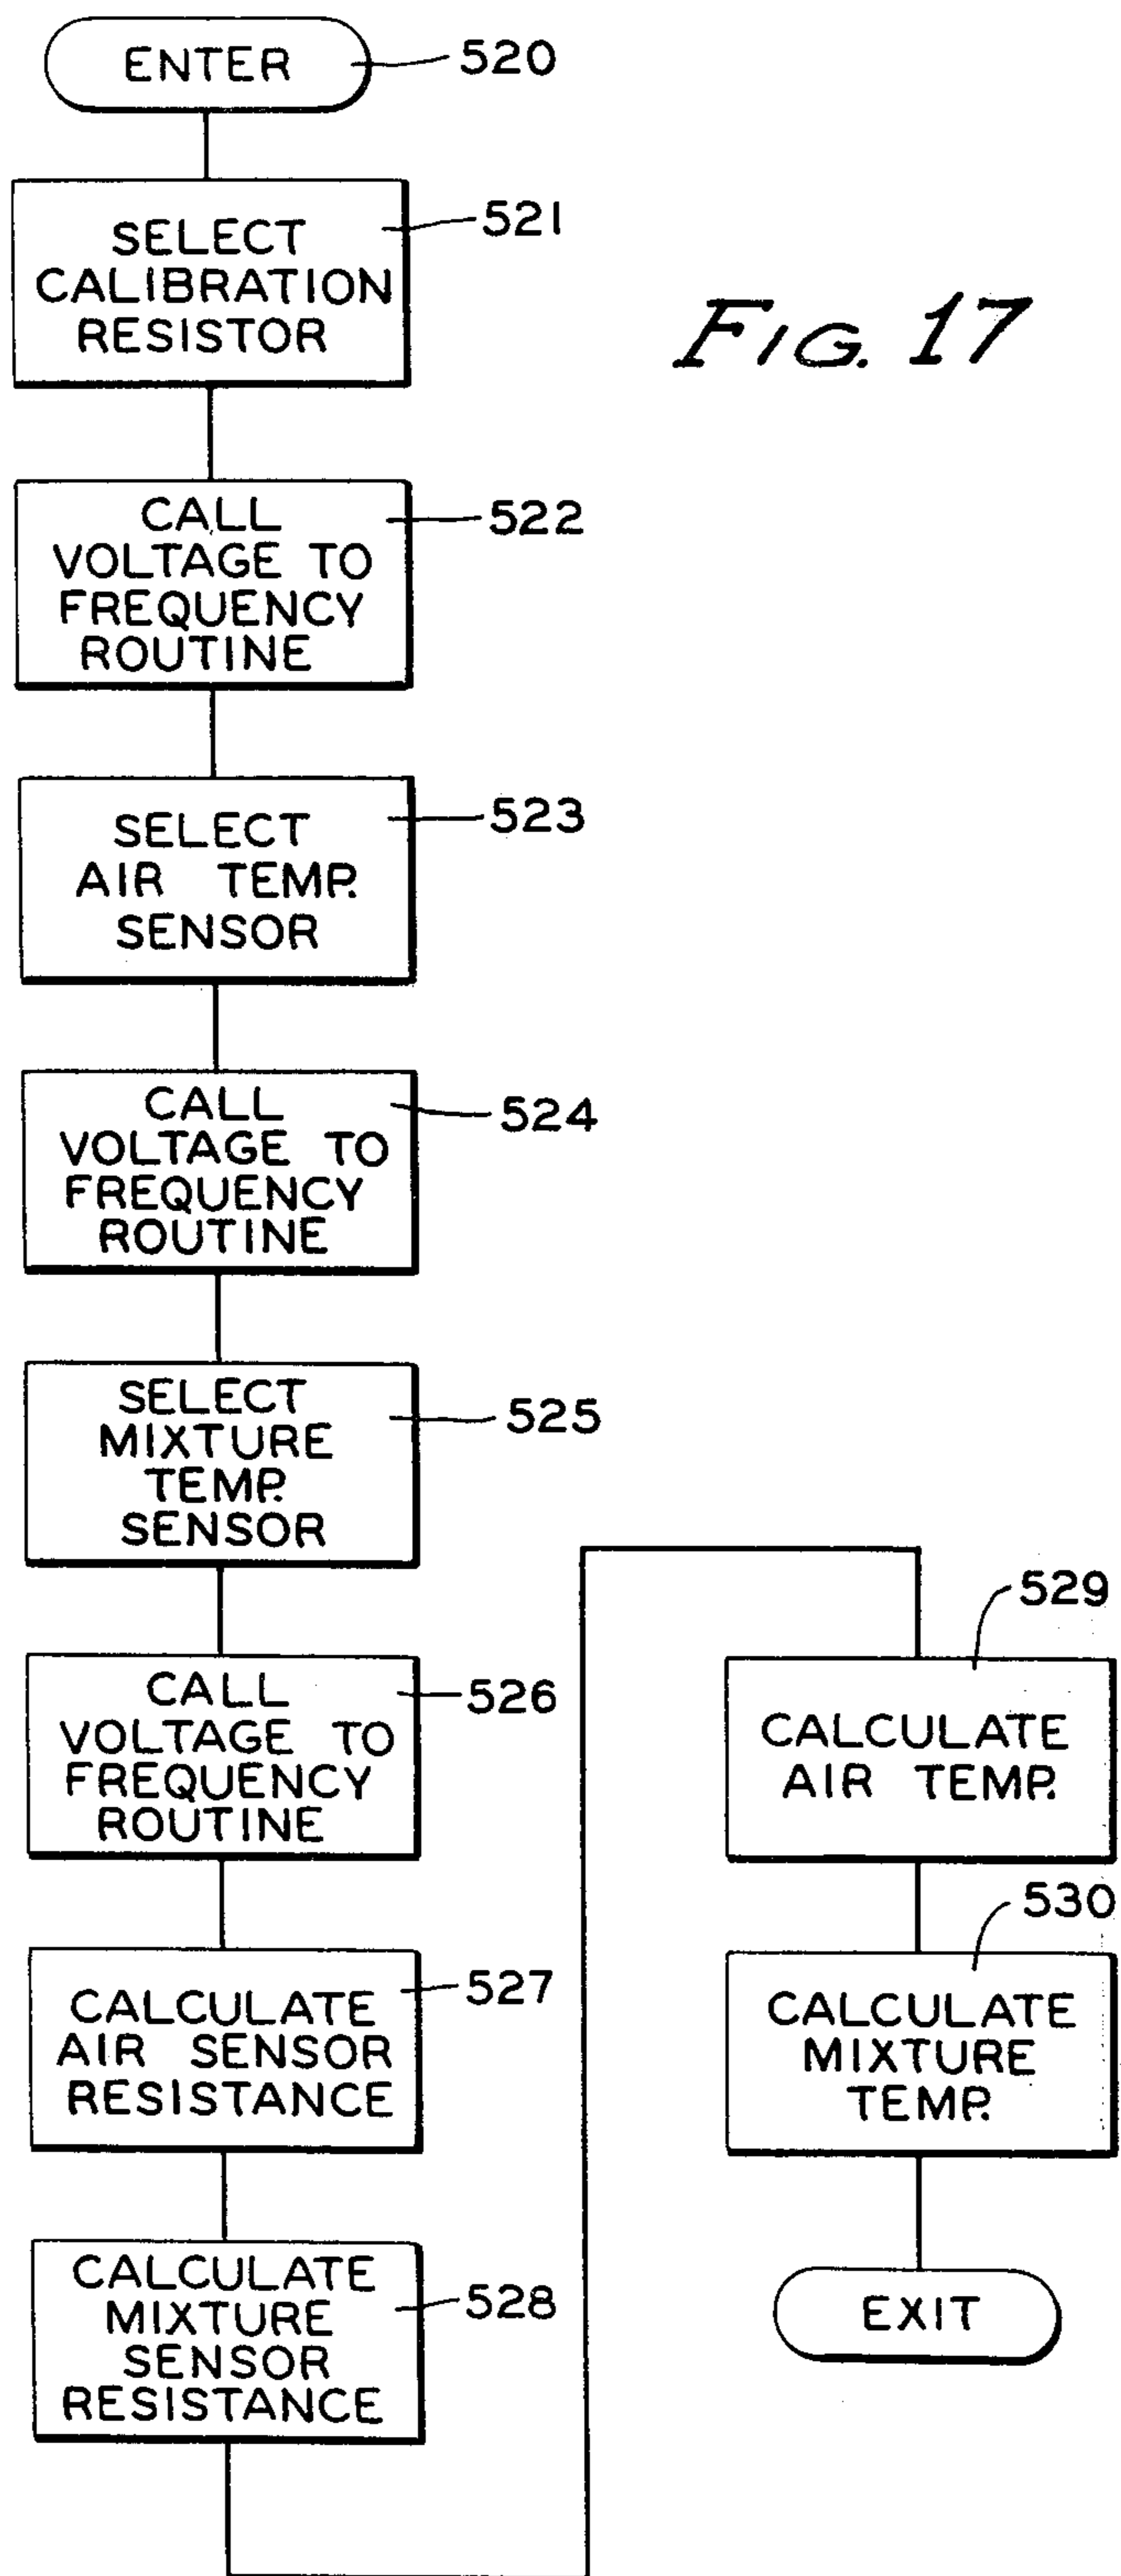 ENTER
520
SELECT
CALIBRATION
RESISTOR
521
FIG. 17
CALL
VOLTAGE TO
FREQUENCY
ROUTINE
522
SELECT
AIR TEMP.
SENSOR
523
CALL
VOLTAGE TO
FREQUENCY
ROUTINE
524
SELECT
MIXTURE
TEMP.
SENSOR
525
CALL
VOLTAGE TO
FREQUENCY
ROUTINE
526
CALCULATE
AIR SENSOR
RESISTANCE
527
CALCULATE
MIXTURE
SENSOR
RESISTANCE
528
529
CALCULATE
AIR TEMP.
530
CALCULATE
MIXTURE
TEMP.
EXIT